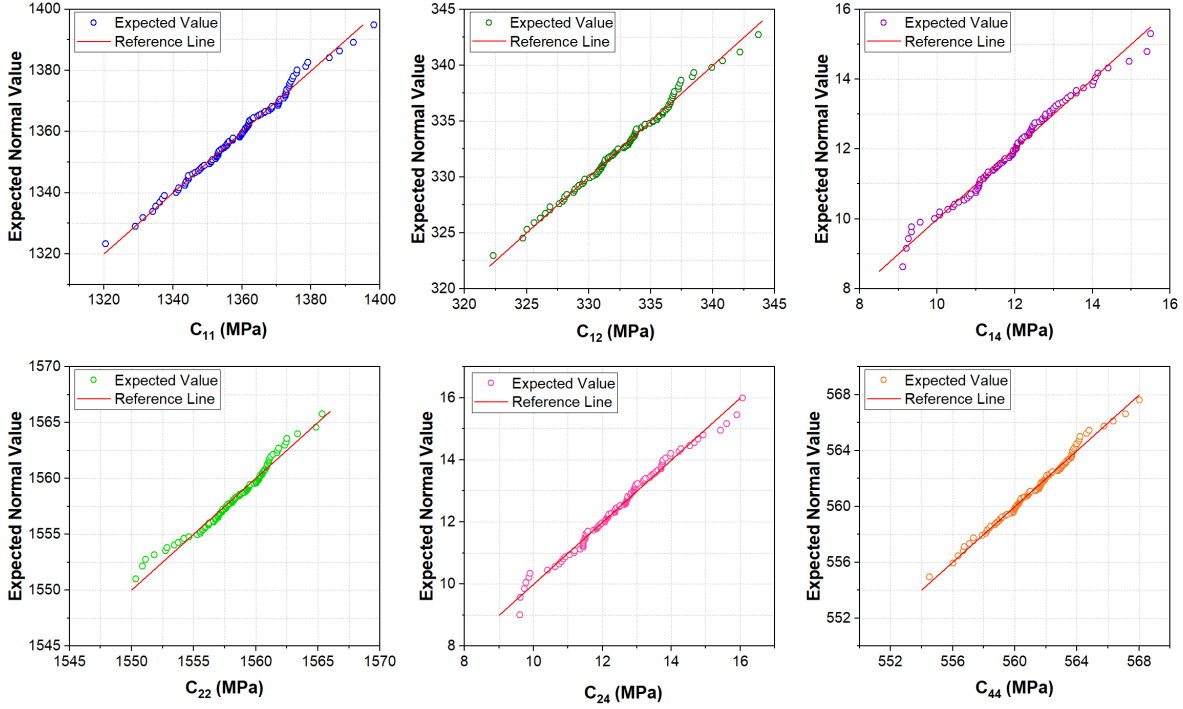 Expected Normal Value
1400
1380
1360
1340
1320
Expected Value
Reference Line
1320
1340
1360
1380
1400
C11 (MPa)
Expected Normal Value
345
340
335
330
325
320
Expected Value
Reference Line
320
325
330
335
340
345
C12 (MPa)
Expected Normal Value
16
14
12
10
8
Expected Value
Reference Line
8
10
12
14
16
C14 (MPa)
Expected Normal Value
1570
1565
1560
1555
1550
1545
Expected Value
Reference Line
1545
1550
1555
1560
1565
1570
C22 (MPa)
Expected Normal Value
16
14
12
10
8
Expected Value
Reference Line
8
10
12
14
16
C24 (MPa)
Expected Normal Value
568
564
560
556
552
Expected Value
Reference Line
552
556
560
564
568
C44 (MPa)